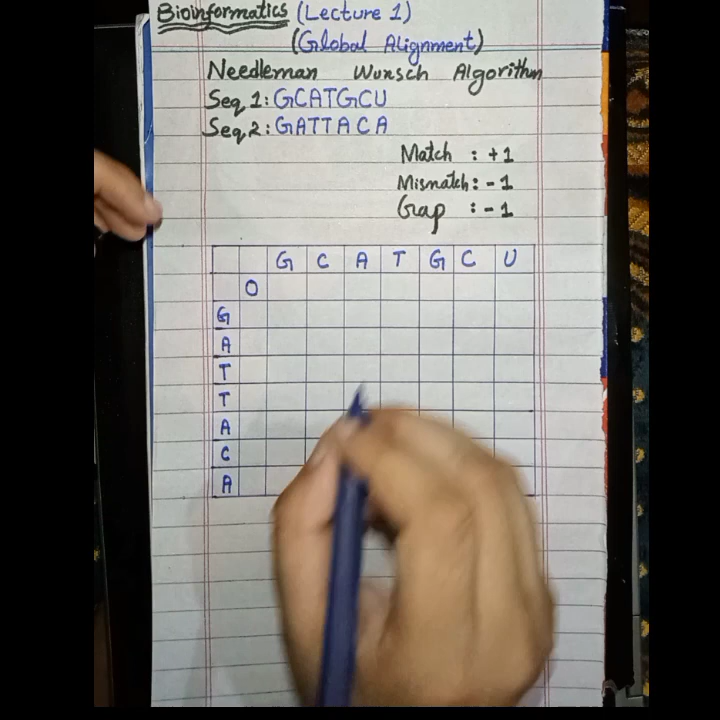 Bioinformatics (Lecture 1)
(Global Alignment)
Needleman Wunsch Algorithm
Seq 1: GCATGCU
Seq 2: GATTACA
Match : +1
Mismatch : -1
Gap : -1
G C A T G C U
0
G
A
T
T
A
C
A